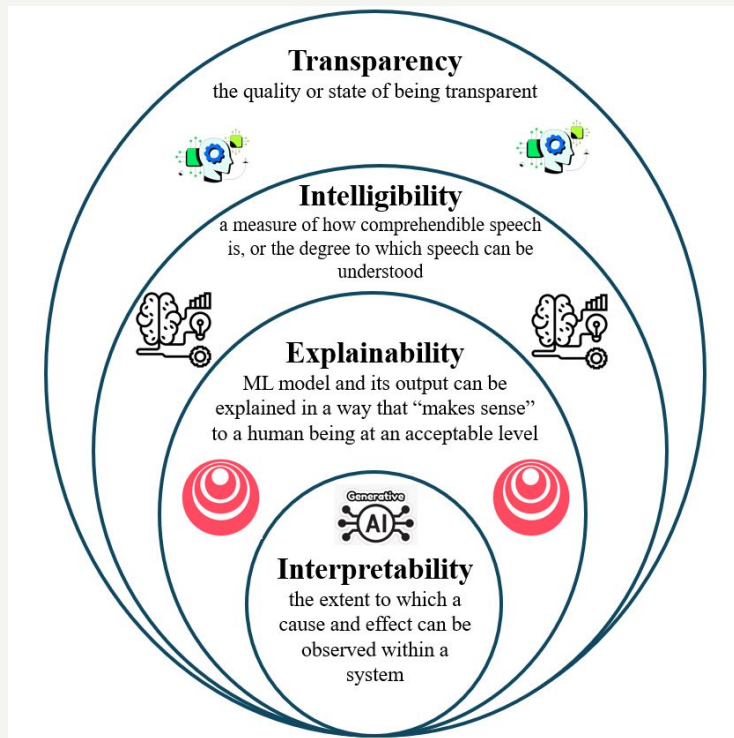 Transparency
the quality or state of being transparent
Intelligibility
a measure of how comprehendible speech
is, or the degree to which speech can be
understood
Explainability
ML model and its output can be
explained in a way that “makes sense”
to a human being at an acceptable level
Generative
AI
Interpretability
the extent to which a
cause and effect can be
observed within a
system